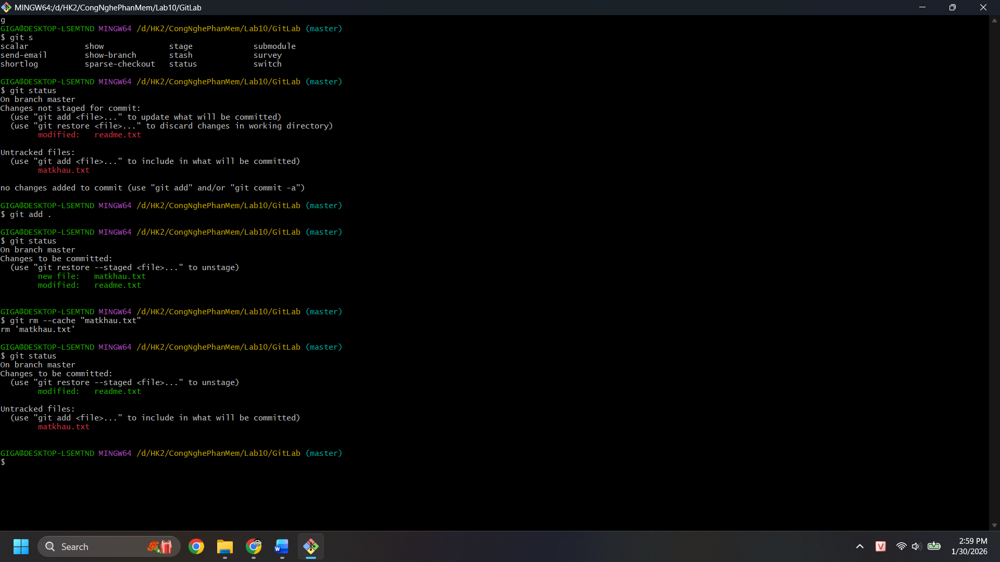 MINGW64:/d/HK2/CongNghePhanMem/Lab10/GitLab
g
GIGA@DESKTOP-LSEMTND MINGW64 /d/HK2/CongNghePhanMem/Lab10/GitLab (master)
$ git s
scalar            show              stage             submodule
send-email        show-branch       stash             survey
shortlog          sparse-checkout   status            switch
GIGA@DESKTOP-LSEMTND MINGW64 /d/HK2/CongNghePhanMem/Lab10/GitLab (master)
$ git status
On branch master
Changes not staged for commit:
  (use "git add <file>..." to update what will be committed)
  (use "git restore <file>..." to discard changes in working directory)
        modified:   readme.txt
Untracked files:
  (use "git add <file>..." to include in what will be committed)
        matkhau.txt
no changes added to commit (use "git add" and/or "git commit -a")
GIGA@DESKTOP-LSEMTND MINGW64 /d/HK2/CongNghePhanMem/Lab10/GitLab (master)
$ git add .
GIGA@DESKTOP-LSEMTND MINGW64 /d/HK2/CongNghePhanMem/Lab10/GitLab (master)
$ git status
On branch master
Changes to be committed:
  (use "git restore --staged <file>..." to unstage)
        new file:   matkhau.txt
        modified:   readme.txt
GIGA@DESKTOP-LSEMTND MINGW64 /d/HK2/CongNghePhanMem/Lab10/GitLab (master)
$ git rm --cache "matkhau.txt"
rm 'matkhau.txt'
GIGA@DESKTOP-LSEMTND MINGW64 /d/HK2/CongNghePhanMem/Lab10/GitLab (master)
$ git status
On branch master
Changes to be committed:
  (use "git restore --staged <file>..." to unstage)
        modified:   readme.txt
Untracked files:
  (use "git add <file>..." to include in what will be committed)
        matkhau.txt
GIGA@DESKTOP-LSEMTND MINGW64 /d/HK2/CongNghePhanMem/Lab10/GitLab (master)
$
Search
W
V
2:59 PM
1/30/2026